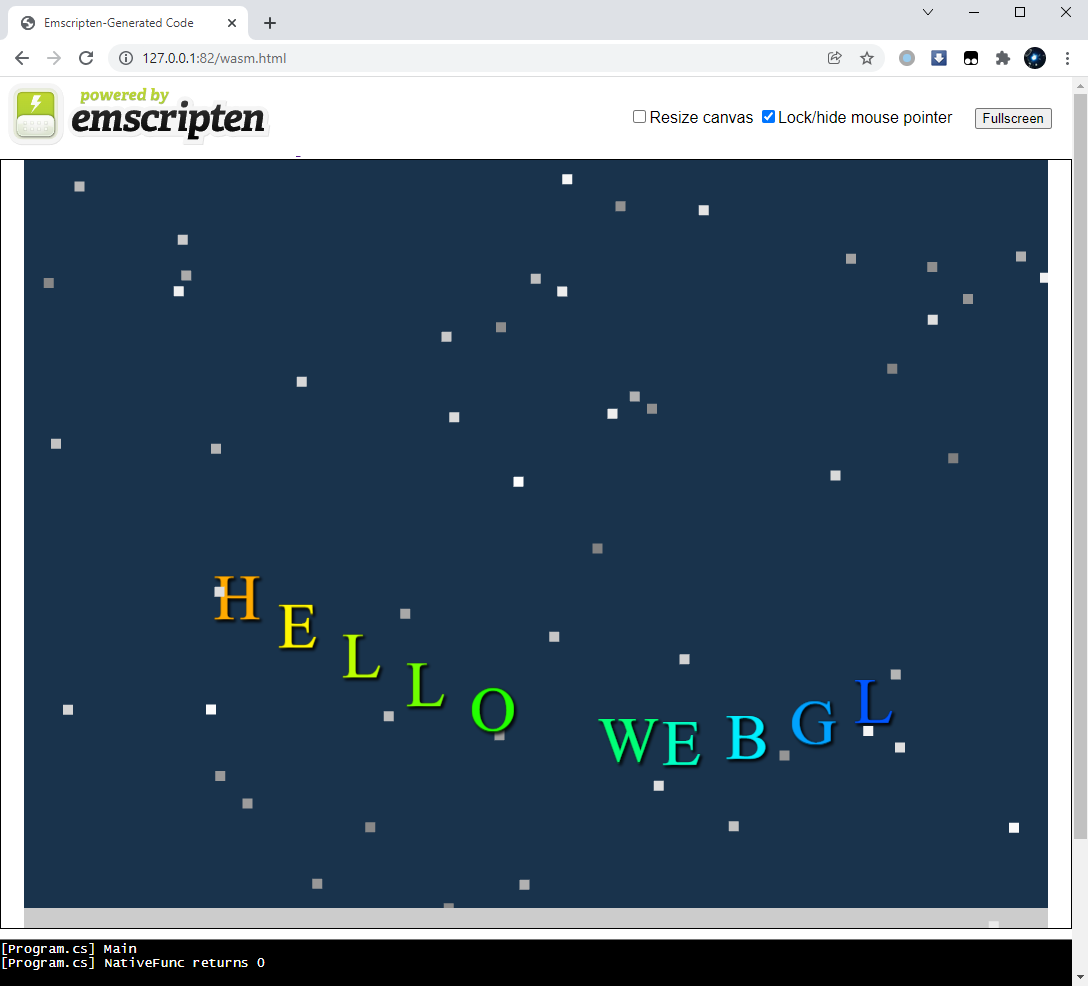 Emscripten-Generated Code
127.0.0.1:82/wasm.html
powered by
emscripten
Resize canvas Lock/hide mouse pointer Fullscreen
HELLO WEBGL
[Program.cs] Main
[Program.cs] NativeFunc returns 0